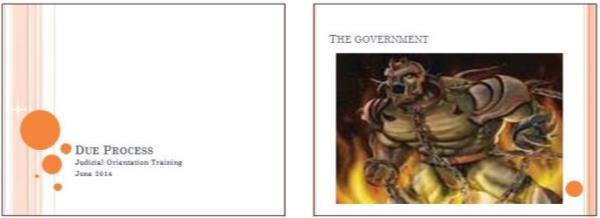 DUE PROCESS
Judicial Orientation Training
June 2014
THE GOVERNMENT